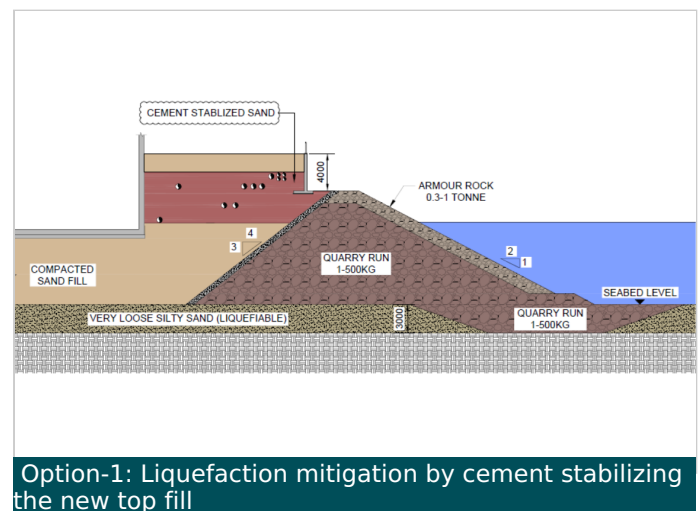 CEMENT STABLIZED SAND
4000
ARMOUR ROCK
0.3-1 TONNE
4
3
2
1
QUARRY RUN
1-500KG
COMPACTED
SAND FILL
SEABED LEVEL
VERY LOOSE SILTY SAND (LIQUEFIABLE)
3000
QUARRY RUN
1-500KG
Option-1: Liquefaction mitigation by cement stabilizing
the new top fill